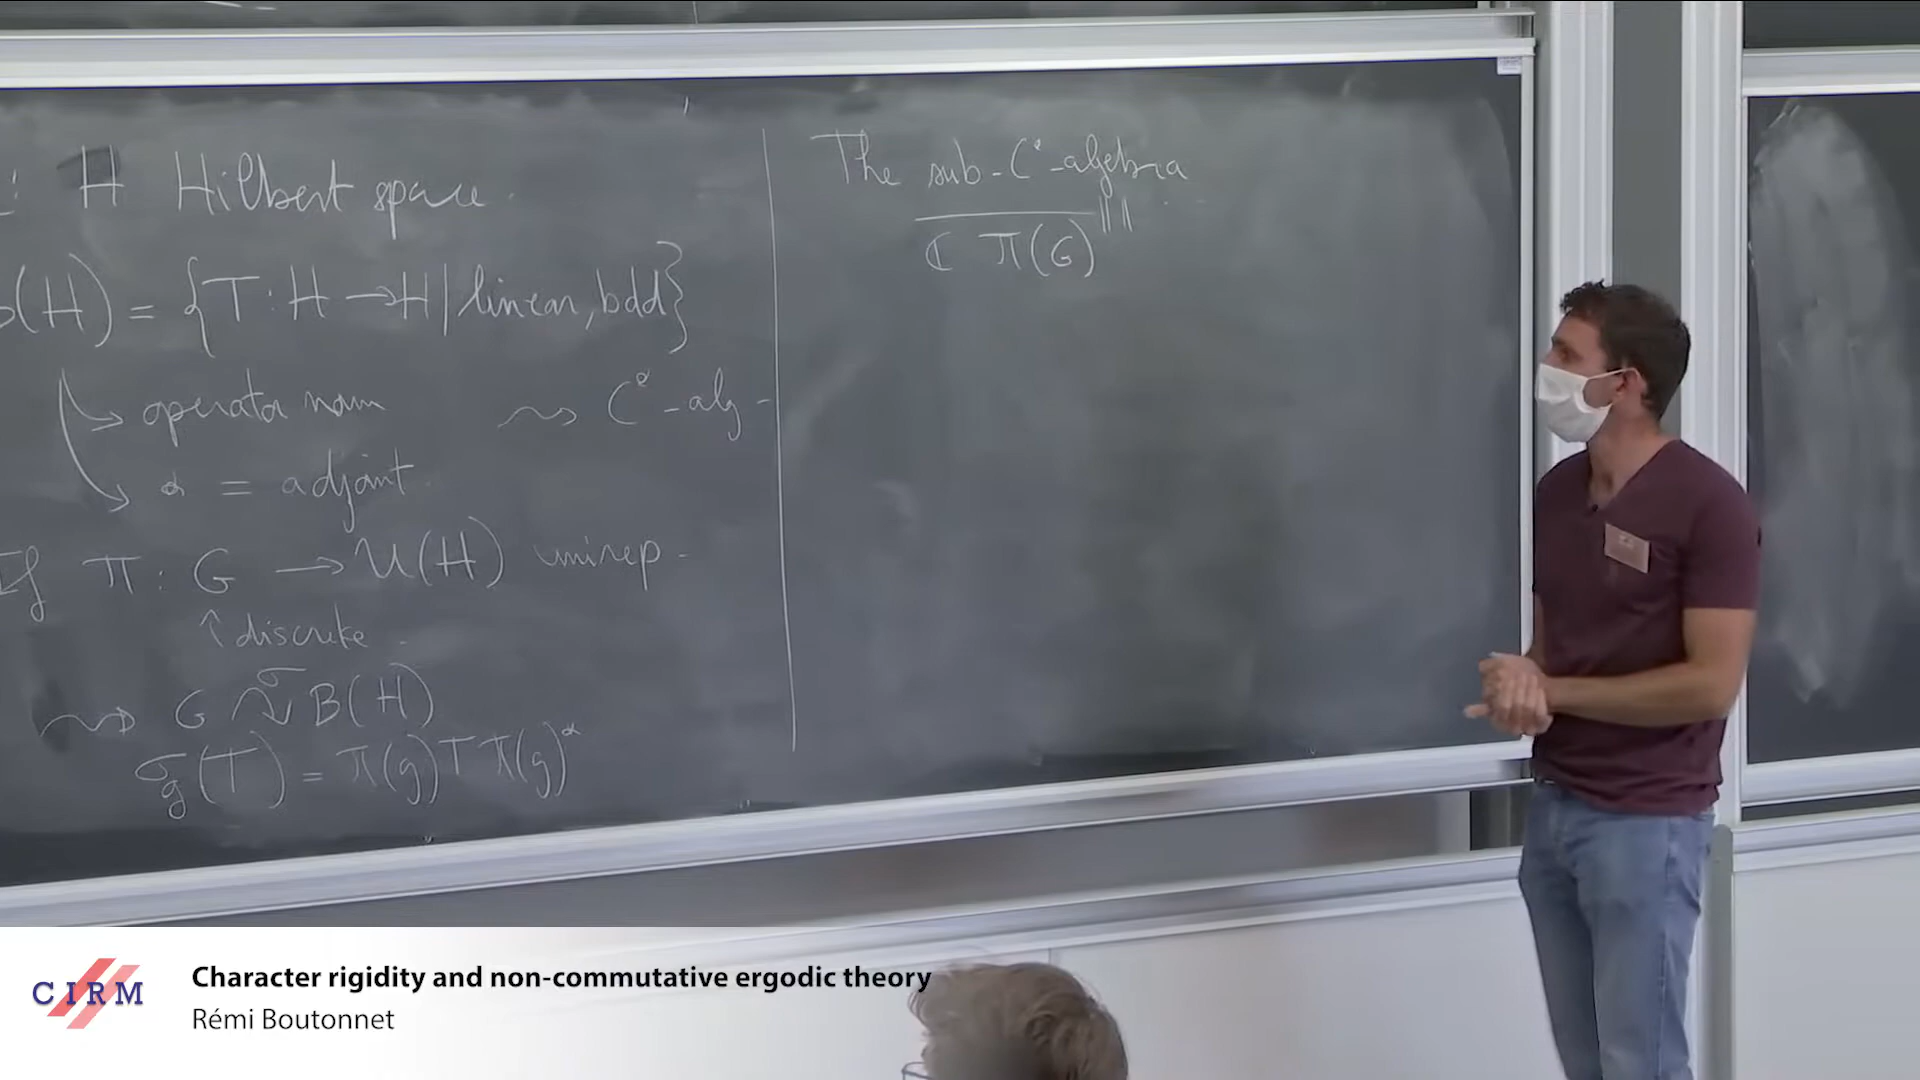 : H Hilbert space.
(H) = {T: H → H | linear, bdd}
↳ operator norm ⇝ C*-alg -
↳ * = adjoint.
If π: G → U(H) unirep -
↑ discrete.
⇝ G ↷ B(H)
σ
σ_g(T) = π(g) T π(g)*
The sub-C*-algebra
ℂ π(G) ‖ ‖
CIRM
Character rigidity and non-commutative ergodic theory
Rémi Boutonnet